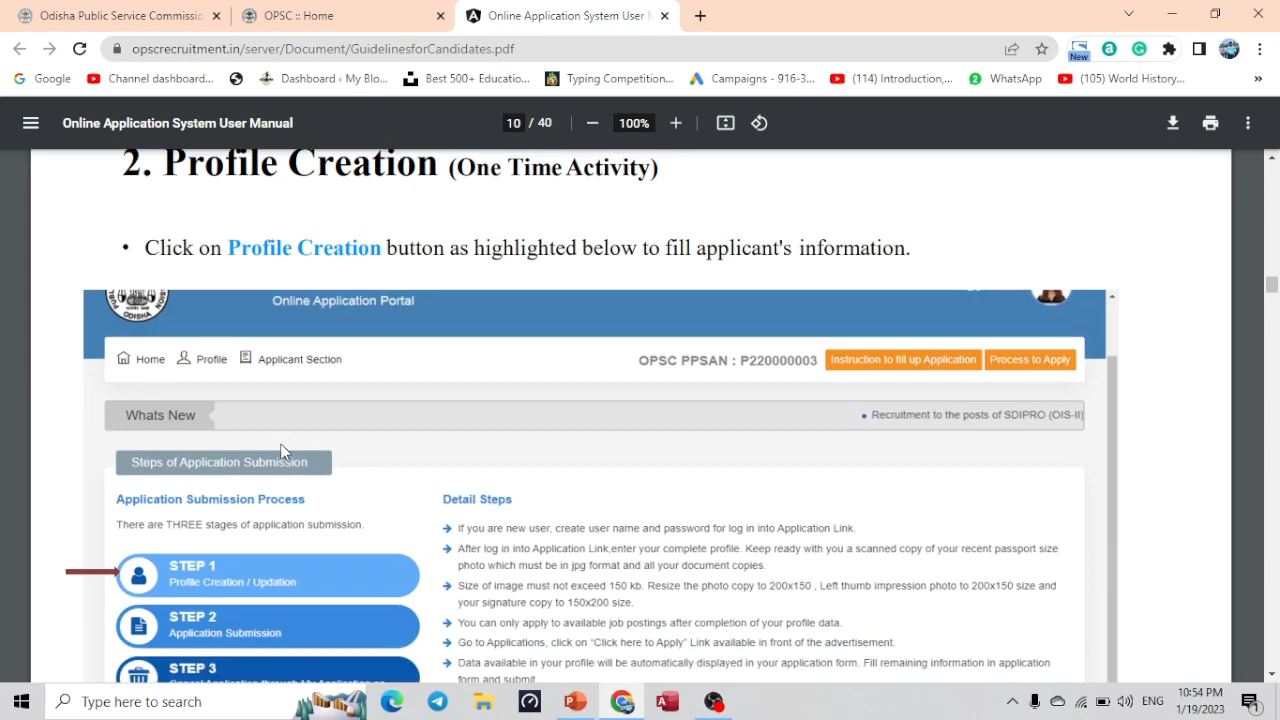 Odisha Public Service Commissio
OPSC :: Home
Online Application System User M
opscrecruitment.in/server/Document/GuidelinesforCandidates.pdf
New
Google
Channel dashboard...
Dashboard ‹ My Blo...
Best 500+ Educatio...
Typing Competition...
Campaigns - 916-3...
(114) Introduction,...
2
WhatsApp
(105) World History...
»
Online Application System User Manual
10 / 40
100%
2. Profile Creation (One Time Activity)
• Click on Profile Creation button as highlighted below to fill applicant's information.
ODISHA
Online Application Portal
Home
Profile
Applicant Section
OPSC PPSAN : P220000003
Instruction to fill up Application
Process to Apply
Whats New
• Recruitment to the posts of SDIPRO (OIS-II)
Steps of Application Submission
Application Submission Process
There are THREE stages of application submission.
STEP 1
Profile Creation / Updation
STEP 2
Application Submission
STEP 3
Detail Steps
If you are new user, create user name and password for log in into Application Link.
After log in into Application Link,enter your complete profile. Keep ready with you a scanned copy of your recent passport size
photo which must be in jpg format and all your document copies.
Size of image must not exceed 150 kb. Resize the photo copy to 200x150 , Left thumb impression photo to 200x150 size and
your signature copy to 150x200 size.
You can only apply to available job postings after completion of your profile data.
Go to Applications, click on “Click here to Apply” Link available in front of the advertisement.
Data available in your profile will be automatically displayed in your application form. Fill remaining information in application
form and submit.
Type here to search
ENG
10:54 PM
1/19/2023
1